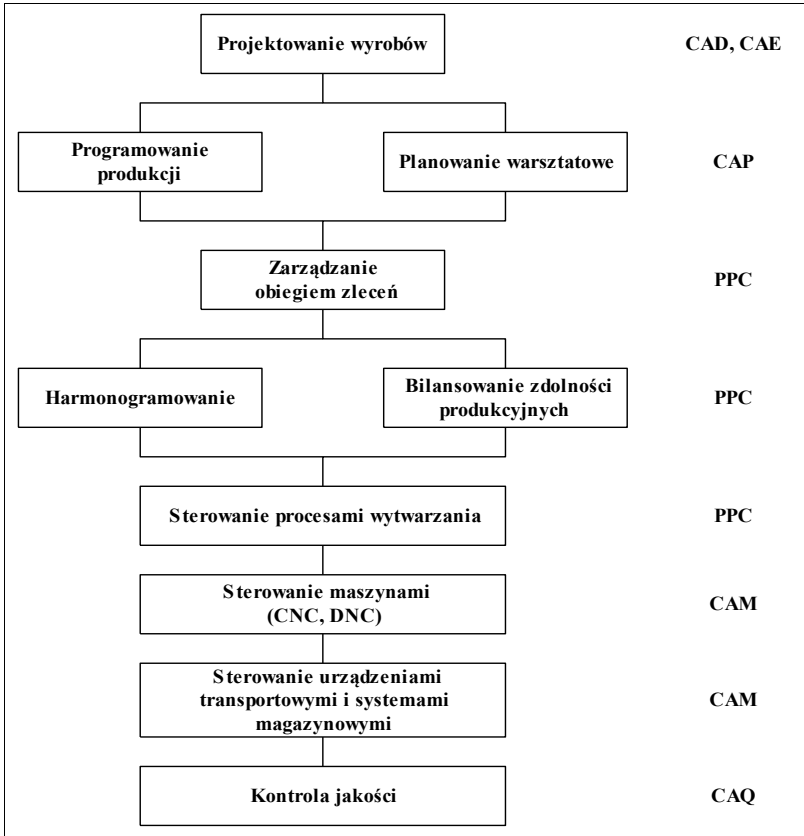 Projektowanie wyrobów
CAD, CAE
Programowanie
produkcji
Planowanie warsztatowe
CAP
Zarządzanie
obiegiem zleceń
PPC
Harmonogramowanie
Bilansowanie zdolności
produkcyjnych
PPC
Sterowanie procesami wytwarzania
PPC
Sterowanie maszynami
(CNC, DNC)
CAM
Sterowanie urządzeniami
transportowymi i systemami
magazynowymi
CAM
Kontrola jakości
CAQ